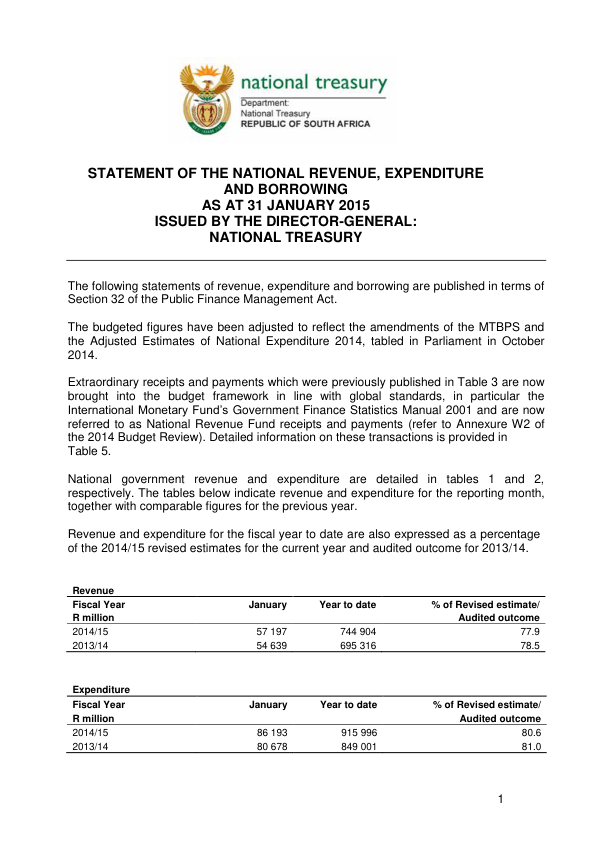 national treasury
Department:
National Treasury
REPUBLIC OF SOUTH AFRICA
STATEMENT OF THE NATIONAL REVENUE, EXPENDITURE
AND BORROWING
AS AT 31 JANUARY 2015
ISSUED BY THE DIRECTOR-GENERAL:
NATIONAL TREASURY
The following statements of revenue, expenditure and borrowing are published in terms of
Section 32 of the Public Finance Management Act.
The budgeted figures have been adjusted to reflect the amendments of the MTBPS and
the Adjusted Estimates of National Expenditure 2014, tabled in Parliament in October
2014.
Extraordinary receipts and payments which were previously published in Table 3 are now
brought into the budget framework in line with global standards, in particular the
International Monetary Fund’s Government Finance Statistics Manual 2001 and are now
referred to as National Revenue Fund receipts and payments (refer to Annexure W2 of
the 2014 Budget Review). Detailed information on these transactions is provided in
Table 5.
National government revenue and expenditure are detailed in tables 1 and 2,
respectively. The tables below indicate revenue and expenditure for the reporting month,
together with comparable figures for the previous year.
Revenue and expenditure for the fiscal year to date are also expressed as a percentage
of the 2014/15 revised estimates for the current year and audited outcome for 2013/14.
Revenue
Fiscal Year January Year to date % of Revised estimate/
R million Audited outcome
2014/15 57 197 744 904 77.9
2013/14 54 639 695 316 78.5
Expenditure
Fiscal Year January Year to date % of Revised estimate/
R million Audited outcome
2014/15 86 193 915 996 80.6
2013/14 80 678 849 001 81.0
1